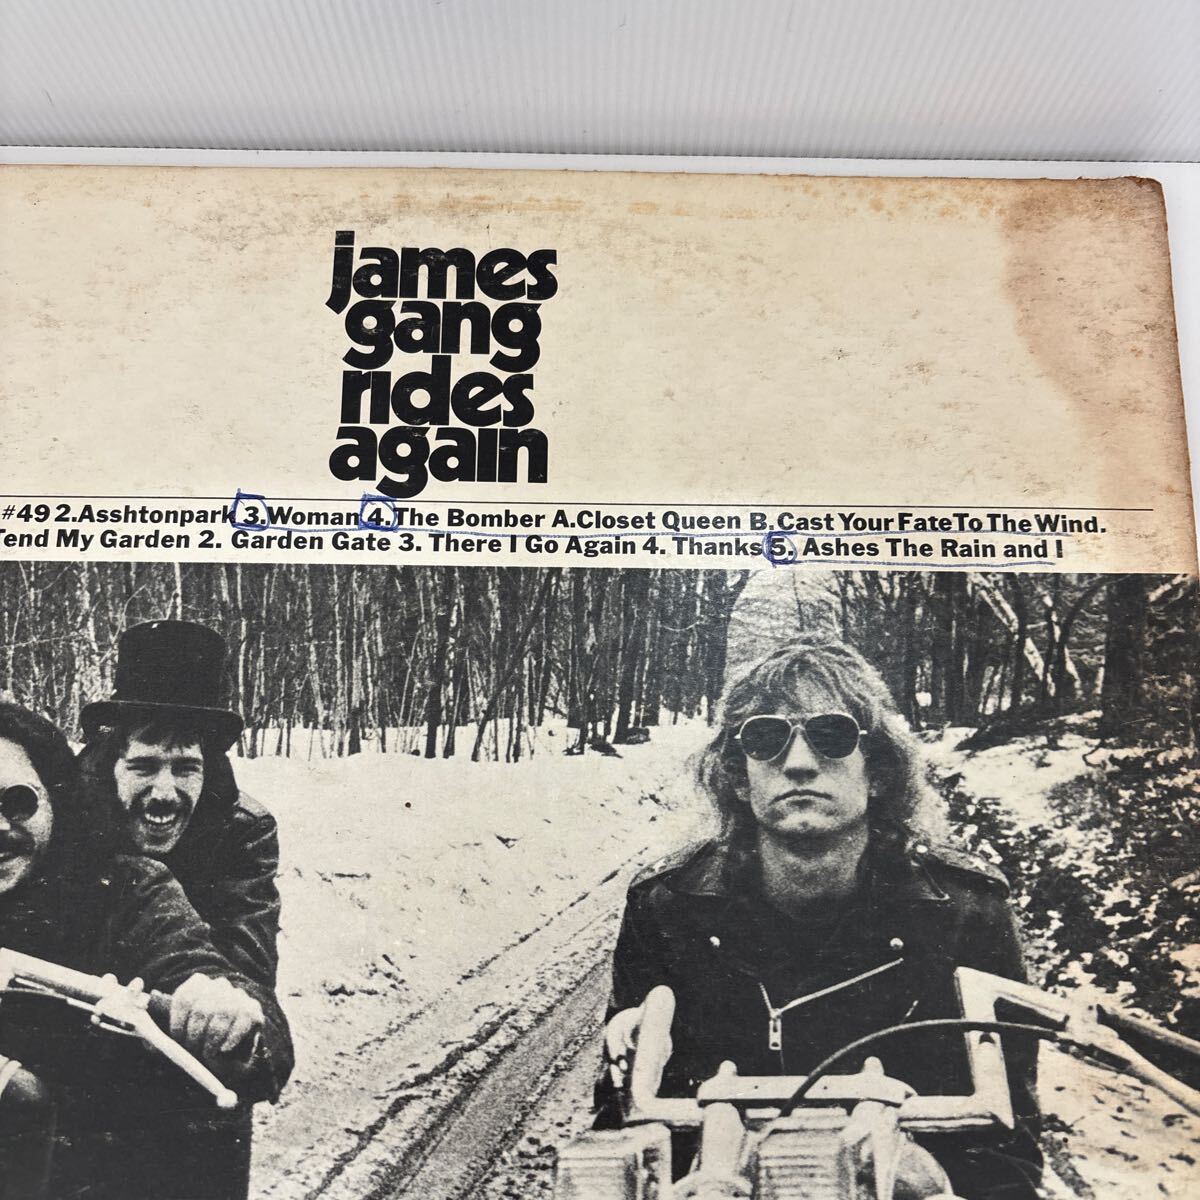 james
gang
rides
again
#49 2.Asshtonpark 3.Woman 4.The Bomber A.Closet Queen B.Cast Your Fate To The Wind.
Tend My Garden 2. Garden Gate 3. There I Go Again 4. Thanks 5. Ashes The Rain and I